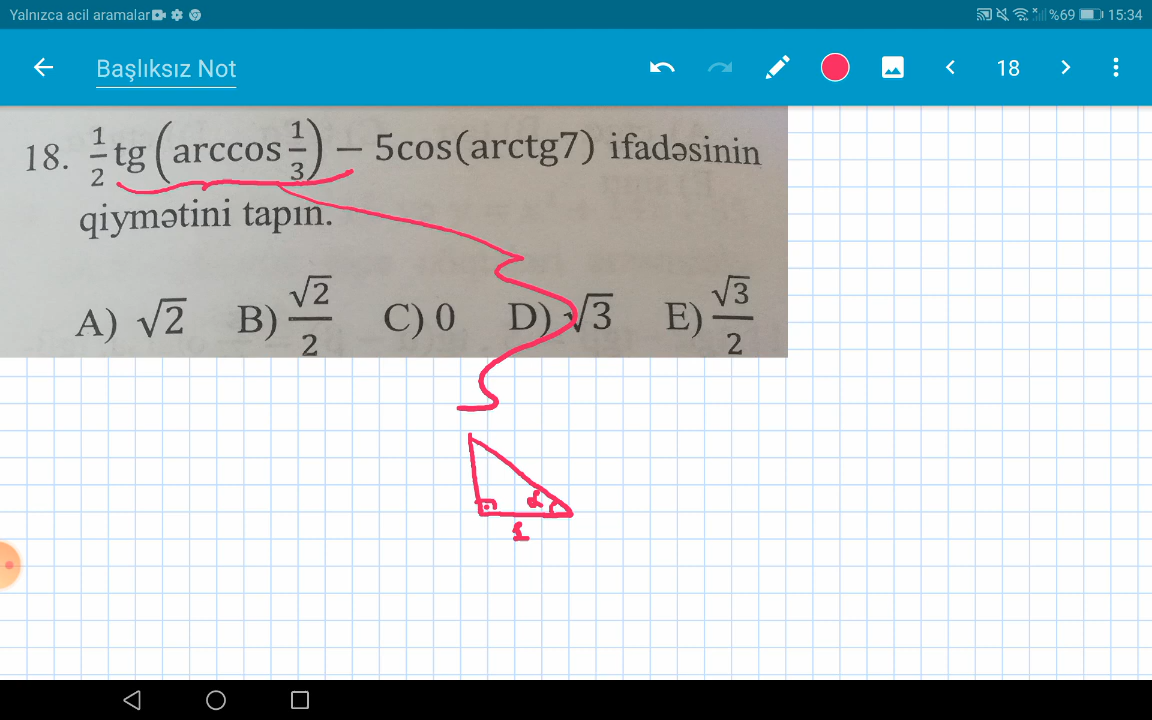 Yalnızca acil aramalar %69 15:34
Başlıksız Not 18
18. 1/2 tg(arccos 1/3) − 5cos(arctg7) ifadəsinin
qiymətini tapın.
A) √2 B) √2/2 C) 0 D) √3 E) √3/2
α
1